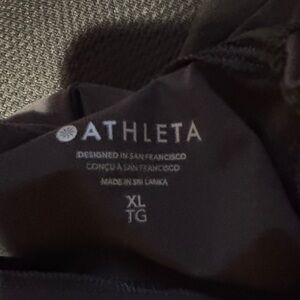 ATHLETA
DESIGNED IN SAN FRANCISCO
CONÇU À SAN FRANCISCO
MADE IN SRI LANKA
XL
TG